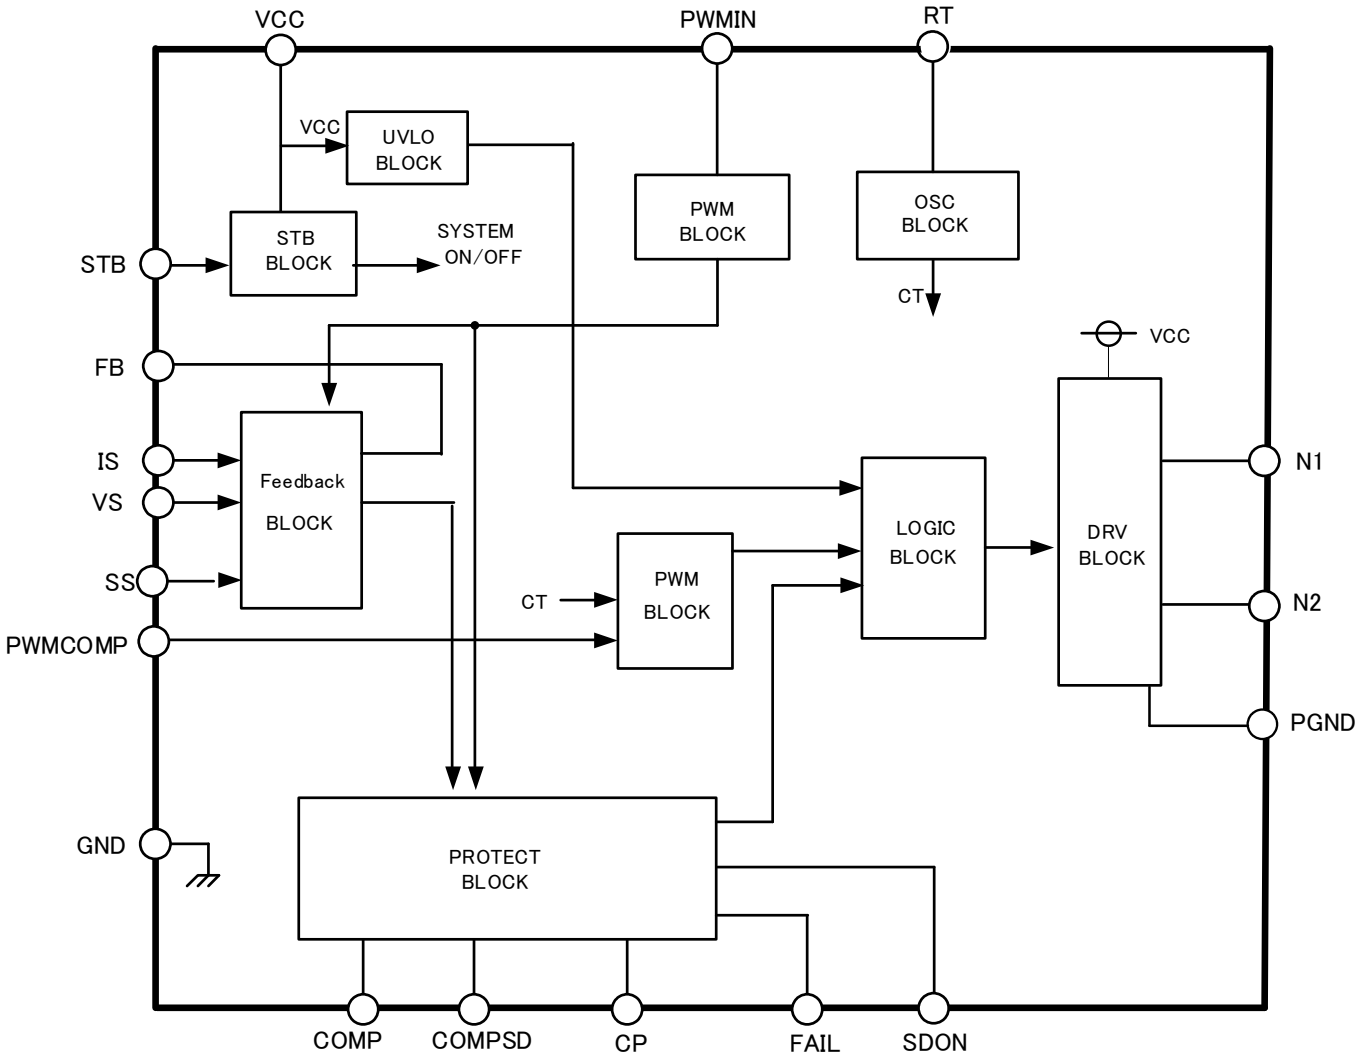 VCC
PWMIN
RT
VCC
UVLO
BLOCK
STB
STB
BLOCK
SYSTEM
ON/OFF
PWM
BLOCK
OSC
BLOCK
CT
VCC
FB
IS
VS
SS
Feedback
BLOCK
PWMCOMP
CT
PWM
BLOCK
LOGIC
BLOCK
DRV
BLOCK
N1
N2
PGND
GND
PROTECT
BLOCK
COMP
COMPSD
CP
FAIL
SDON